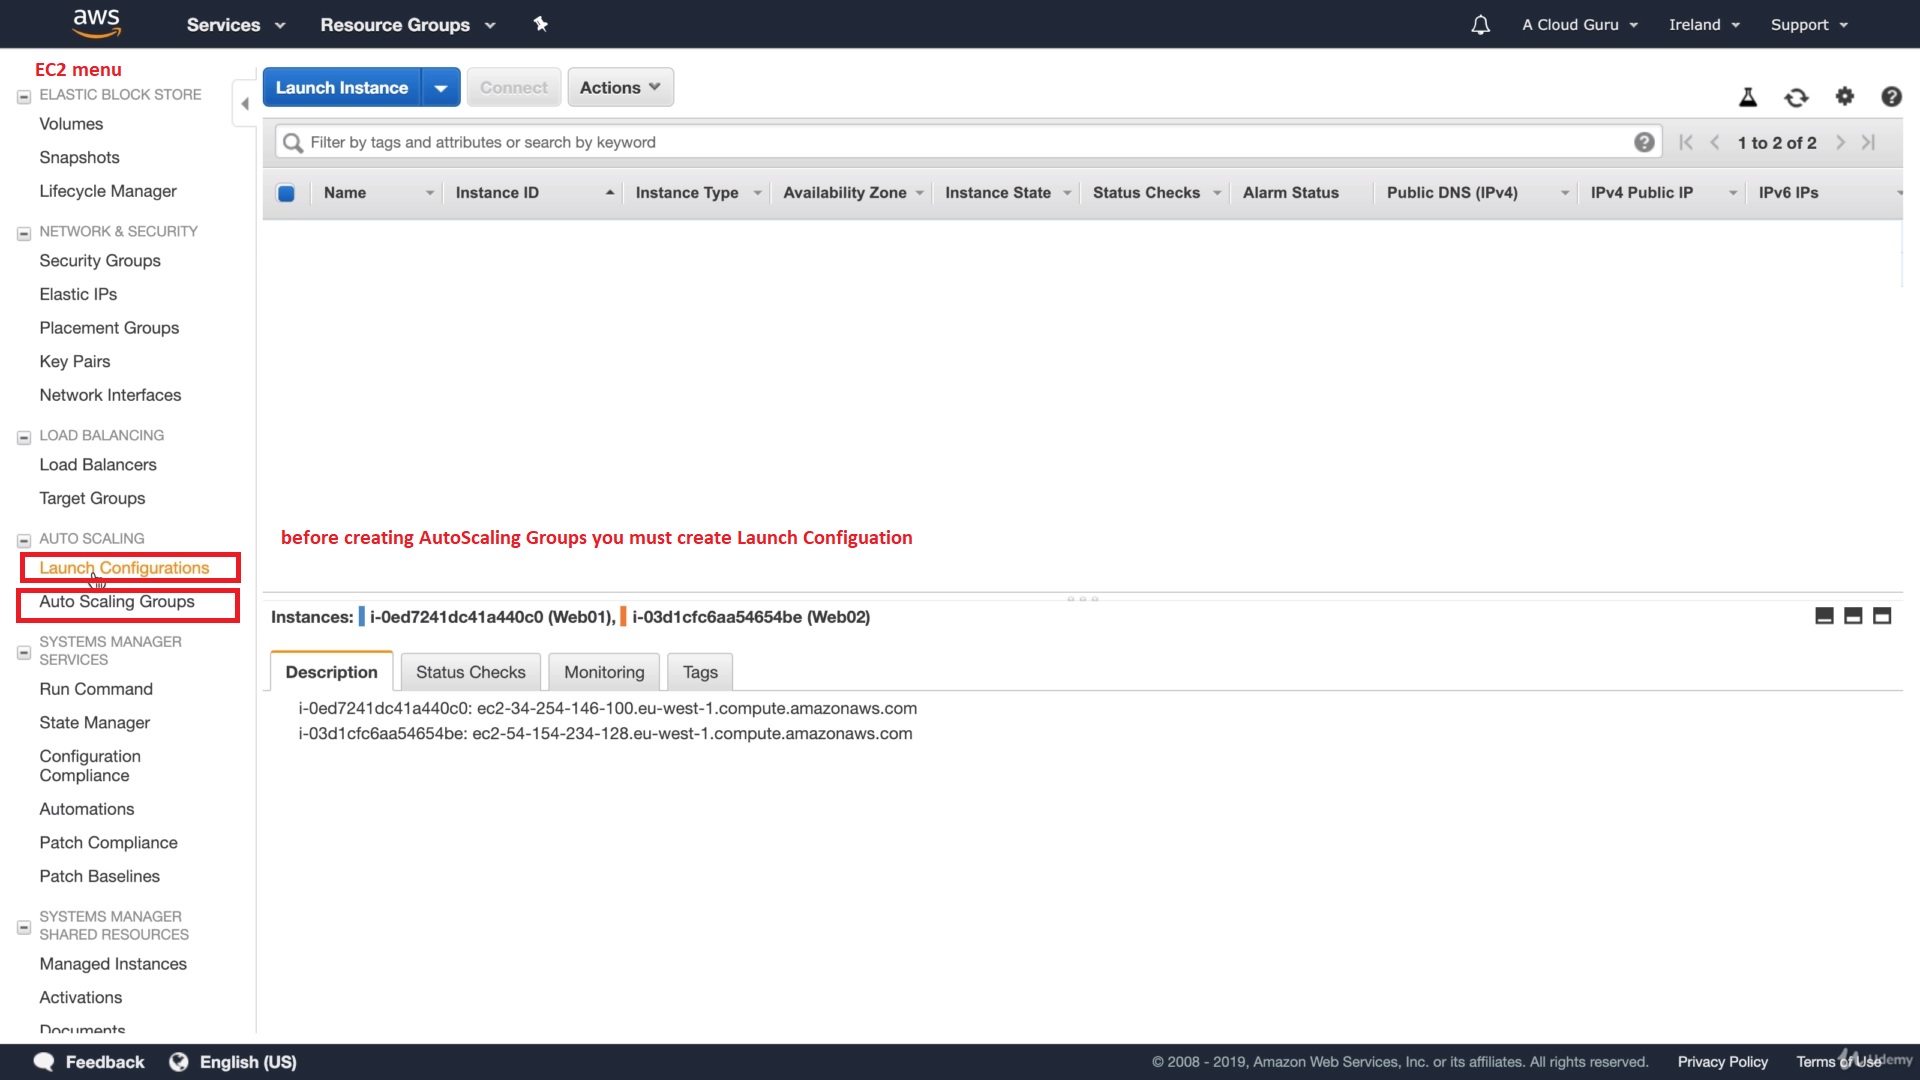 aws
Services
Resource Groups
A Cloud Guru
Ireland
Support
EC2 menu
ELASTIC BLOCK STORE
Volumes
Snapshots
Lifecycle Manager
NETWORK & SECURITY
Security Groups
Elastic IPs
Placement Groups
Key Pairs
Network Interfaces
LOAD BALANCING
Load Balancers
Target Groups
AUTO SCALING
Launch Configurations
Auto Scaling Groups
SYSTEMS MANAGER
SERVICES
Run Command
State Manager
Configuration
Compliance
Automations
Patch Compliance
Patch Baselines
SYSTEMS MANAGER
SHARED RESOURCES
Managed Instances
Activations
Documents
Launch Instance
Connect
Actions
Filter by tags and attributes or search by keyword
1 to 2 of 2
Name
Instance ID
Instance Type
Availability Zone
Instance State
Status Checks
Alarm Status
Public DNS (IPv4)
IPv4 Public IP
IPv6 IPs
before creating AutoScaling Groups you must create Launch Configuation
Instances: i-0ed7241dc41a440c0 (Web01), i-03d1cfc6aa54654be (Web02)
Description
Status Checks
Monitoring
Tags
i-0ed7241dc41a440c0: ec2-34-254-146-100.eu-west-1.compute.amazonaws.com
i-03d1cfc6aa54654be: ec2-54-154-234-128.eu-west-1.compute.amazonaws.com
Feedback
English (US)
© 2008 - 2019, Amazon Web Services, Inc. or its affiliates. All rights reserved.
Privacy Policy
Terms of Use
Udemy